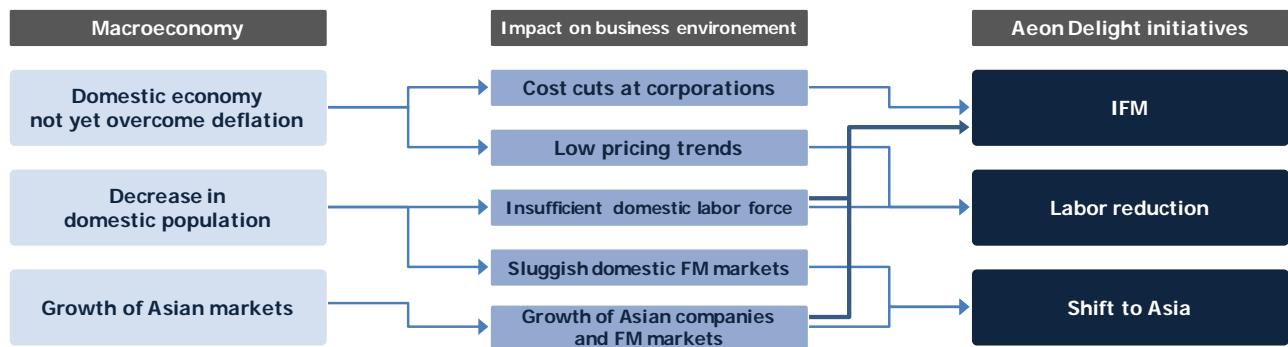 Macroeconomy
Impact on business environement
Aeon Delight initiatives
Domestic economy
not yet overcome deflation
Decrease in
domestic population
Growth of Asian markets
Cost cuts at corporations
Low pricing trends
Insufficient domestic labor force
Sluggish domestic FM markets
Growth of Asian companies
and FM markets
IFM
Labor reduction
Shift to Asia